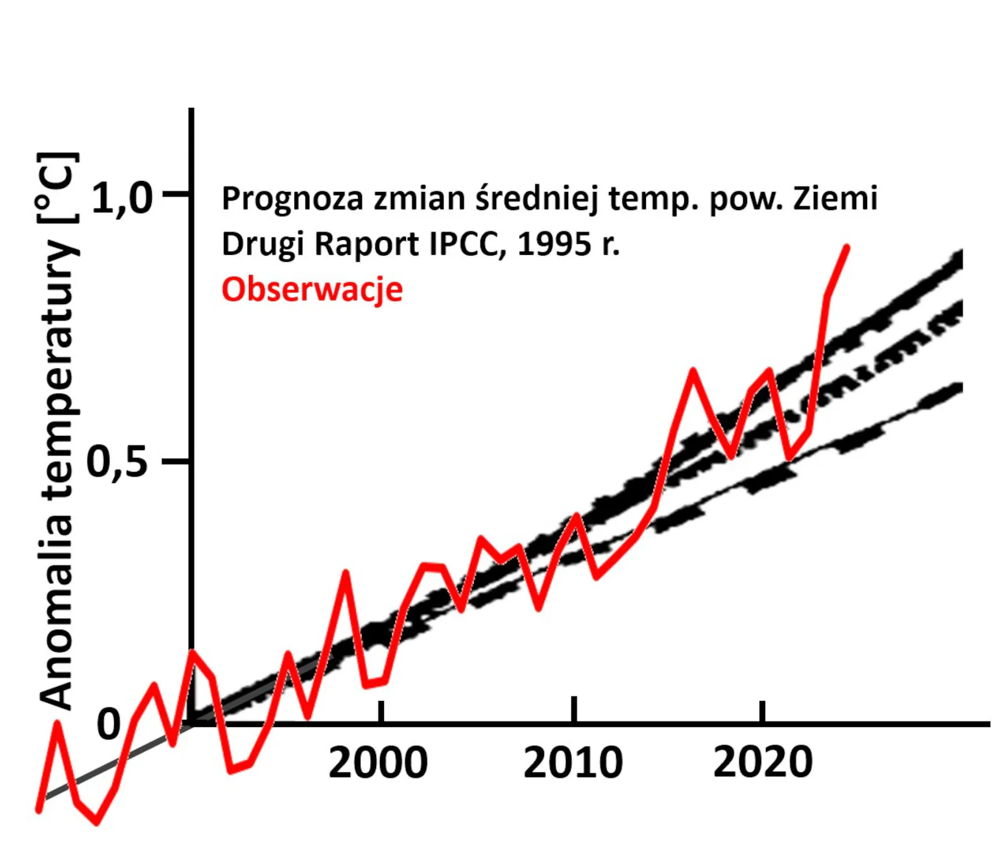 Anomalia temperatury [°C]
1,0
0,5
0
Prognoza zmian średniej temp. pow. Ziemi
Drugi Raport IPCC, 1995 r.
Obserwacje
2000
2010
2020